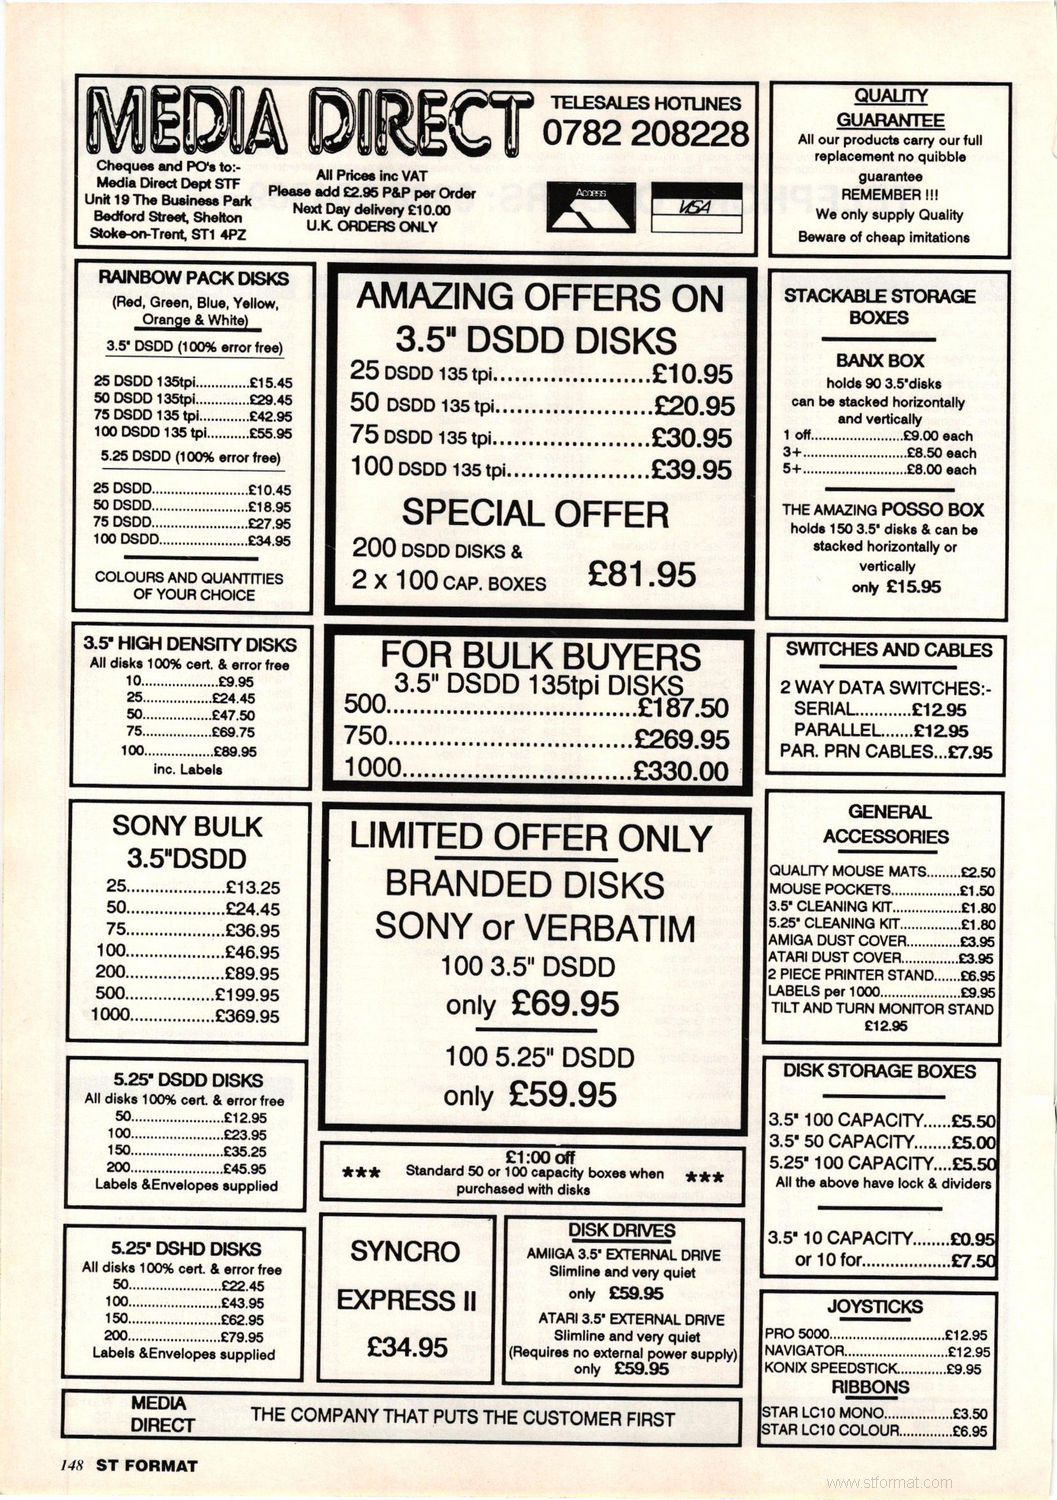 MEDIA DIRECT
TELESALES HOTLINES
0782 208228
Cheques and PO's to:-
Media Direct Dept STF
Unit 19 The Business Park
Bedford Street, Shelton
Stoke-on-Trent, ST1 4PZ
All Prices inc VAT
Please add £2.95 P&P per Order
Next Day delivery £10.00
U.K. ORDERS ONLY
Access
VISA
QUALITY
GUARANTEE
All our products carry our full
replacement no quibble
guarantee
REMEMBER !!!
We only supply Quality
Beware of cheap imitations
RAINBOW PACK DISKS
(Red, Green, Blue, Yellow,
Orange & White)
3.5" DSDD (100% error free)
25 DSDD 135tpi.............£15.45
50 DSDD 135tpi.............£29.45
75 DSDD 135 tpi............£42.95
100 DSDD 135 tpi..........£55.95
5.25 DSDD (100% error free)
25 DSDD.......................£10.45
50 DSDD.......................£18.95
75 DSDD.......................£27.95
100 DSDD.....................£34.95
COLOURS AND QUANTITIES
OF YOUR CHOICE
AMAZING OFFERS ON
3.5" DSDD DISKS
25 DSDD 135 tpi......................£10.95
50 DSDD 135 tpi......................£20.95
75 DSDD 135 tpi......................£30.95
100 DSDD 135 tpi....................£39.95
SPECIAL OFFER
200 DSDD DISKS &
2 x 100 CAP. BOXES £81.95
STACKABLE STORAGE
BOXES
BANX BOX
holds 90 3.5"disks
can be stacked horizontally
and vertically
1 off.......................£9.00 each
3+..........................£8.50 each
5+..........................£8.00 each
THE AMAZING POSSO BOX
holds 150 3.5" disks & can be
stacked horizontally or
vertically
only £15.95
3.5" HIGH DENSITY DISKS
All disks 100% cert. & error free
10...................£9.95
25.................£24.45
50.................£47.50
75.................£69.75
100.................£89.95
inc. Labels
FOR BULK BUYERS
3.5" DSDD 135tpi DISKS
500................................£187.50
750................................£269.95
1000..............................£330.00
SWITCHES AND CABLES
2 WAY DATA SWITCHES:-
SERIAL..........£12.95
PARALLEL......£12.95
PAR. PRN CABLES...£7.95
SONY BULK
3.5"DSDD
25....................£13.25
50....................£24.45
75....................£36.95
100....................£46.95
200....................£89.95
500..................£199.95
1000.................£369.95
LIMITED OFFER ONLY
BRANDED DISKS
SONY or VERBATIM
100 3.5" DSDD
only £69.95
100 5.25" DSDD
only £59.95
GENERAL
ACCESSORIES
QUALITY MOUSE MATS........£2.50
MOUSE POCKETS.................£1.50
3.5" CLEANING KIT.................£1.80
5.25" CLEANING KIT...............£1.80
AMIGA DUST COVER.............£3.95
ATARI DUST COVER..............£3.95
2 PIECE PRINTER STAND......£6.95
LABELS per 1000....................£9.95
TILT AND TURN MONITOR STAND
£12.95
5.25" DSDD DISKS
All disks 100% cert. & error free
50.......................£12.95
100.......................£23.95
150.......................£35.25
200.......................£45.95
Labels &Envelopes supplied
£1:00 off
*** Standard 50 or 100 capacity boxes when ***
purchased with disks
DISK STORAGE BOXES
3.5" 100 CAPACITY.....£5.50
3.5" 50 CAPACITY.......£5.00
5.25" 100 CAPACITY....£5.50
All the above have lock & dividers
3.5" 10 CAPACITY........£0.95
or 10 for...................£7.50
5.25" DSHD DISKS
All disks 100% cert. & error free
50.......................£22.45
100.......................£43.95
150.......................£62.95
200.......................£79.95
Labels &Envelopes supplied
SYNCRO
EXPRESS II
£34.95
DISK DRIVES
AMIIGA 3.5" EXTERNAL DRIVE
Slimline and very quiet
only £59.95
ATARI 3.5" EXTERNAL DRIVE
Slimline and very quiet
(Requires no external power supply)
only £59.95
JOYSTICKS
PRO 5000............................£12.95
NAVIGATOR.........................£12.95
KONIX SPEEDSTICK............£9.95
RIBBONS
STAR LC10 MONO.................£3.50
STAR LC10 COLOUR.............£6.95
MEDIA
DIRECT
THE COMPANY THAT PUTS THE CUSTOMER FIRST
148 ST FORMAT
www.stformat.com